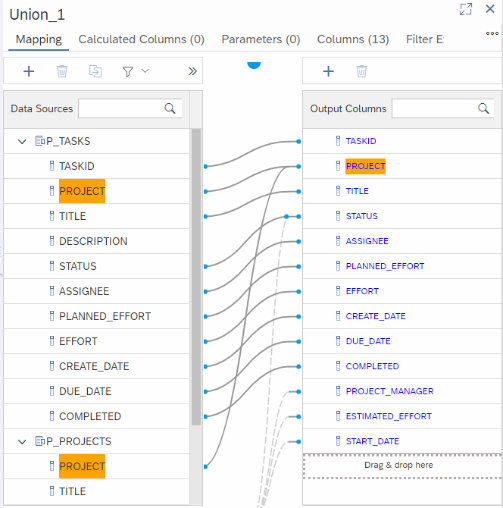 Union_1
Mapping Calculated Columns (0) Parameters (0) Columns (13) Filter E
Data Sources
P_TASKS
TASKID
PROJECT
TITLE
DESCRIPTION
STATUS
ASSIGNEE
PLANNED_EFFORT
EFFORT
CREATE_DATE
DUE_DATE
COMPLETED
P_PROJECTS
PROJECT
TITLE
Output Columns
TASKID
PROJECT
TITLE
STATUS
ASSIGNEE
PLANNED_EFFORT
EFFORT
CREATE_DATE
DUE_DATE
COMPLETED
PROJECT_MANAGER
ESTIMATED_EFFORT
START_DATE
Drag & drop here